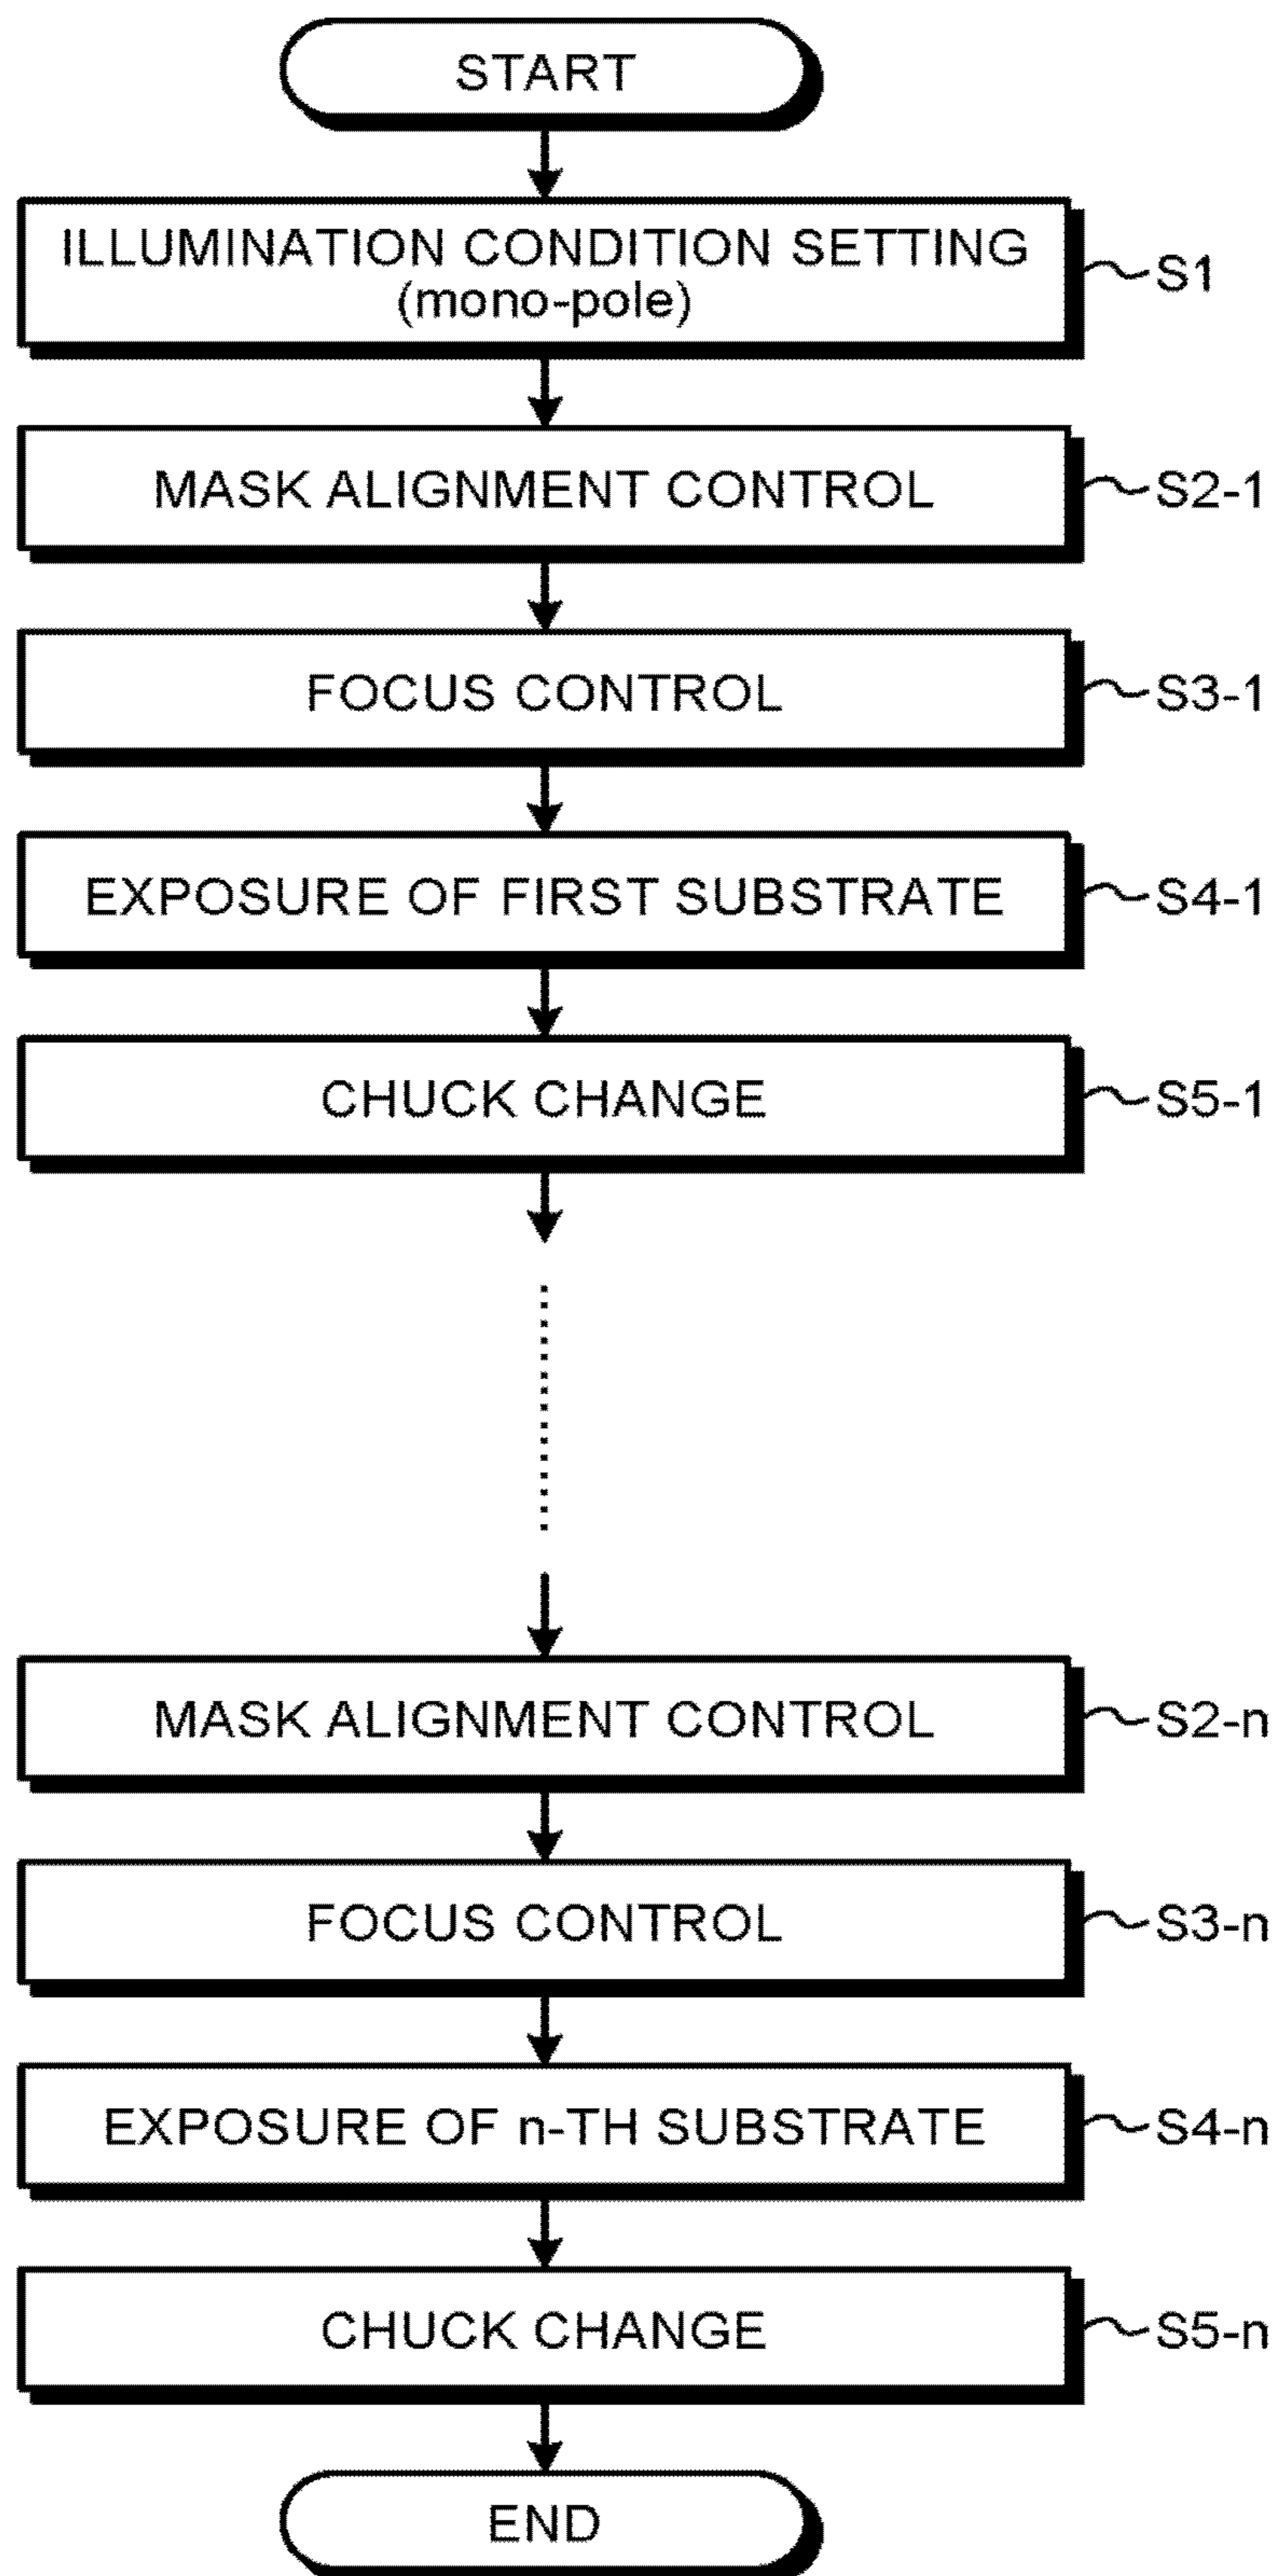 START
ILLUMINATION CONDITION SETTING
(mono-pole)
S1
MASK ALIGNMENT CONTROL
S2-1
FOCUS CONTROL
S3-1
EXPOSURE OF FIRST SUBSTRATE
S4-1
CHUCK CHANGE
S5-1
MASK ALIGNMENT CONTROL
S2-n
FOCUS CONTROL
S3-n
EXPOSURE OF n-TH SUBSTRATE
S4-n
CHUCK CHANGE
S5-n
END